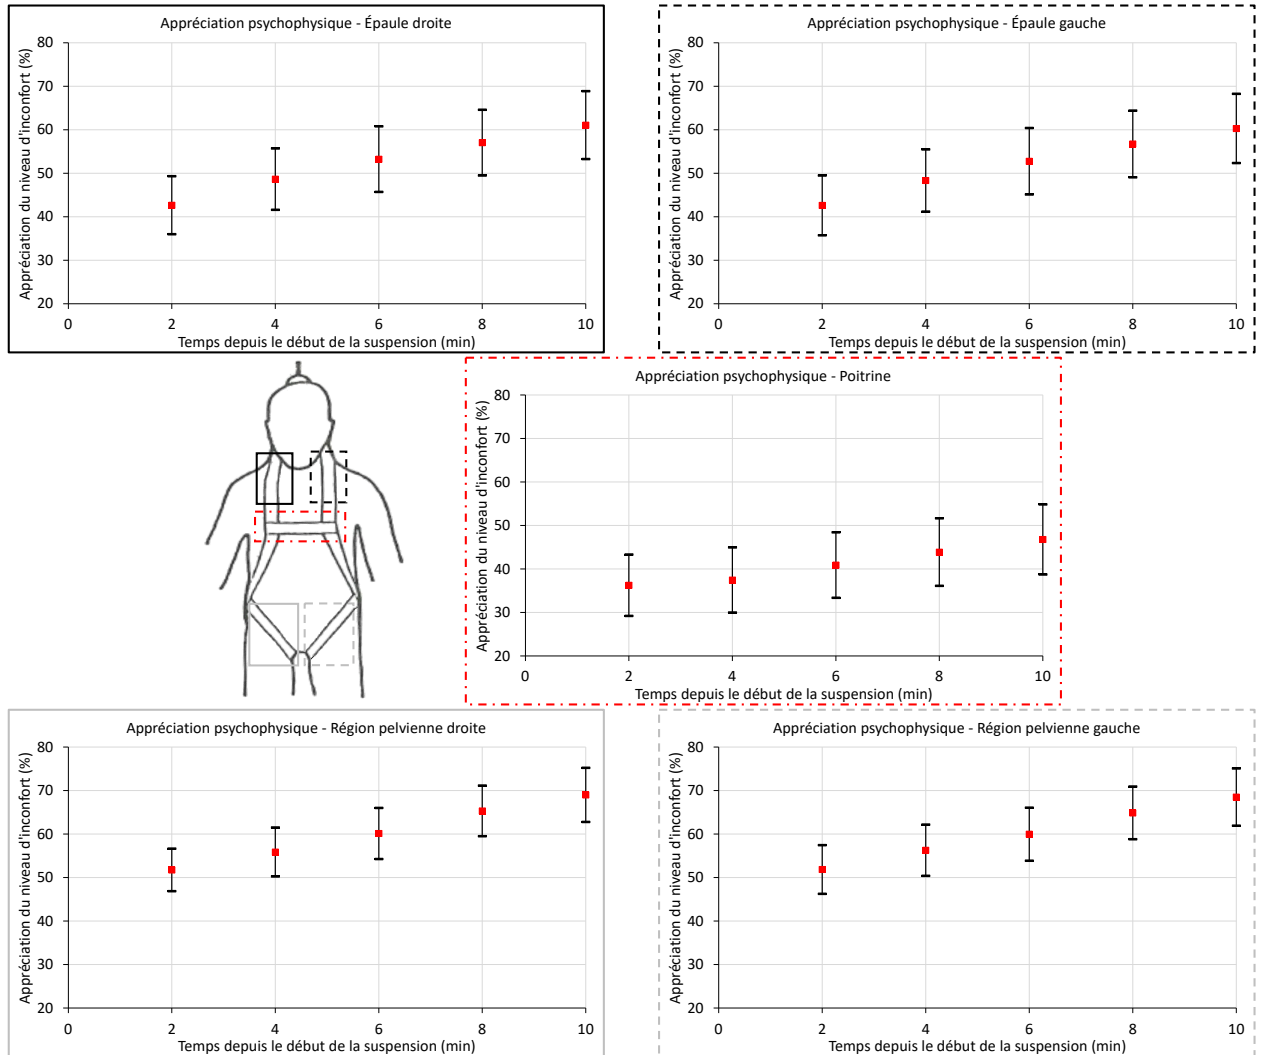 Appréciation psychophysique - Épaule droite
Appréciation du niveau d'inconfort (%)
80
70
60
50
40
30
20
0 2 4 6 8 10
Temps depuis le début de la suspension (min)
Appréciation psychophysique - Épaule gauche
Appréciation du niveau d'inconfort (%)
80
70
60
50
40
30
20
0 2 4 6 8 10
Temps depuis le début de la suspension (min)
Appréciation psychophysique - Poitrine
Appréciation du niveau d'inconfort (%)
80
70
60
50
40
30
20
0 2 4 6 8 10
Temps depuis le début de la suspension (min)
Appréciation psychophysique - Région pelvienne droite
Appréciation du niveau d'inconfort (%)
80
70
60
50
40
30
20
0 2 4 6 8 10
Temps depuis le début de la suspension (min)
Appréciation psychophysique - Région pelvienne gauche
Appréciation du niveau d'inconfort (%)
80
70
60
50
40
30
20
0 2 4 6 8 10
Temps depuis le début de la suspension (min)